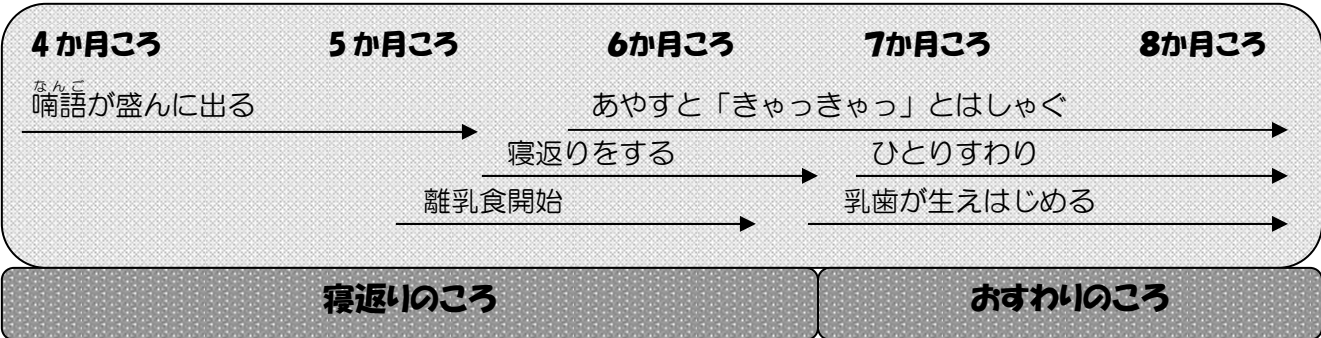 4か月ころ 5か月ころ 6か月ころ 7か月ころ 8か月ころ
なんご
喃語が盛んに出る あやすと「きゃっきゃっ」とはしゃぐ
寝返りをする ひとりすわり
離乳食開始 乳歯が生えはじめる
寝返りのころ おすわりのころ